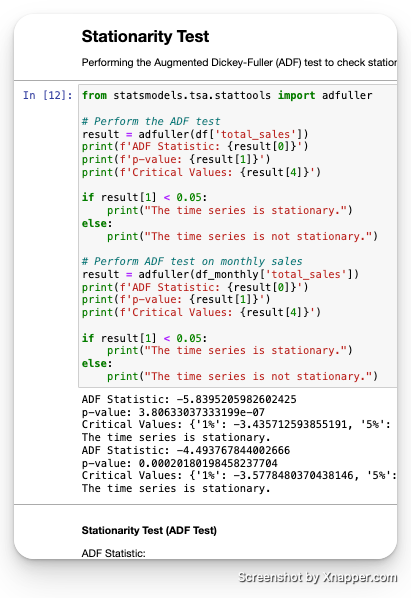 Stationarity Test
Performing the Augmented Dickey-Fuller (ADF) test to check
In [12]:
from statsmodels.tsa.stattools import adfuller
# Perform the ADF test
result = adfuller(df['total_sales'])
print(f'ADF Statistic: {result[0]}')
print(f'p-value: {result[1]}')
print(f'Critical Values: {result[4]}')
if result[1] < 0.05:
    print("The time series is stationary.")
else:
    print("The time series is not stationary.")
# Perform ADF test on monthly sales
result = adfuller(df_monthly['total_sales'])
print(f'ADF Statistic: {result[0]}')
print(f'p-value: {result[1]}')
print(f'Critical Values: {result[4]}')
if result[1] < 0.05:
    print("The time series is stationary.")
else:
    print("The time series is not stationary.")
ADF Statistic: -5.8395205982602425
p-value: 3.80633037333199e-07
Critical Values: {'1%': -3.435712593855191, '5%':
The time series is stationary.
ADF Statistic: -4.493767844002666
p-value: 0.00020180198458237704
Critical Values: {'1%': -3.5778480370438146, '5%':
The time series is stationary.
Stationarity Test (ADF Test)
ADF Statistic:
Screenshot by Xnapper.com